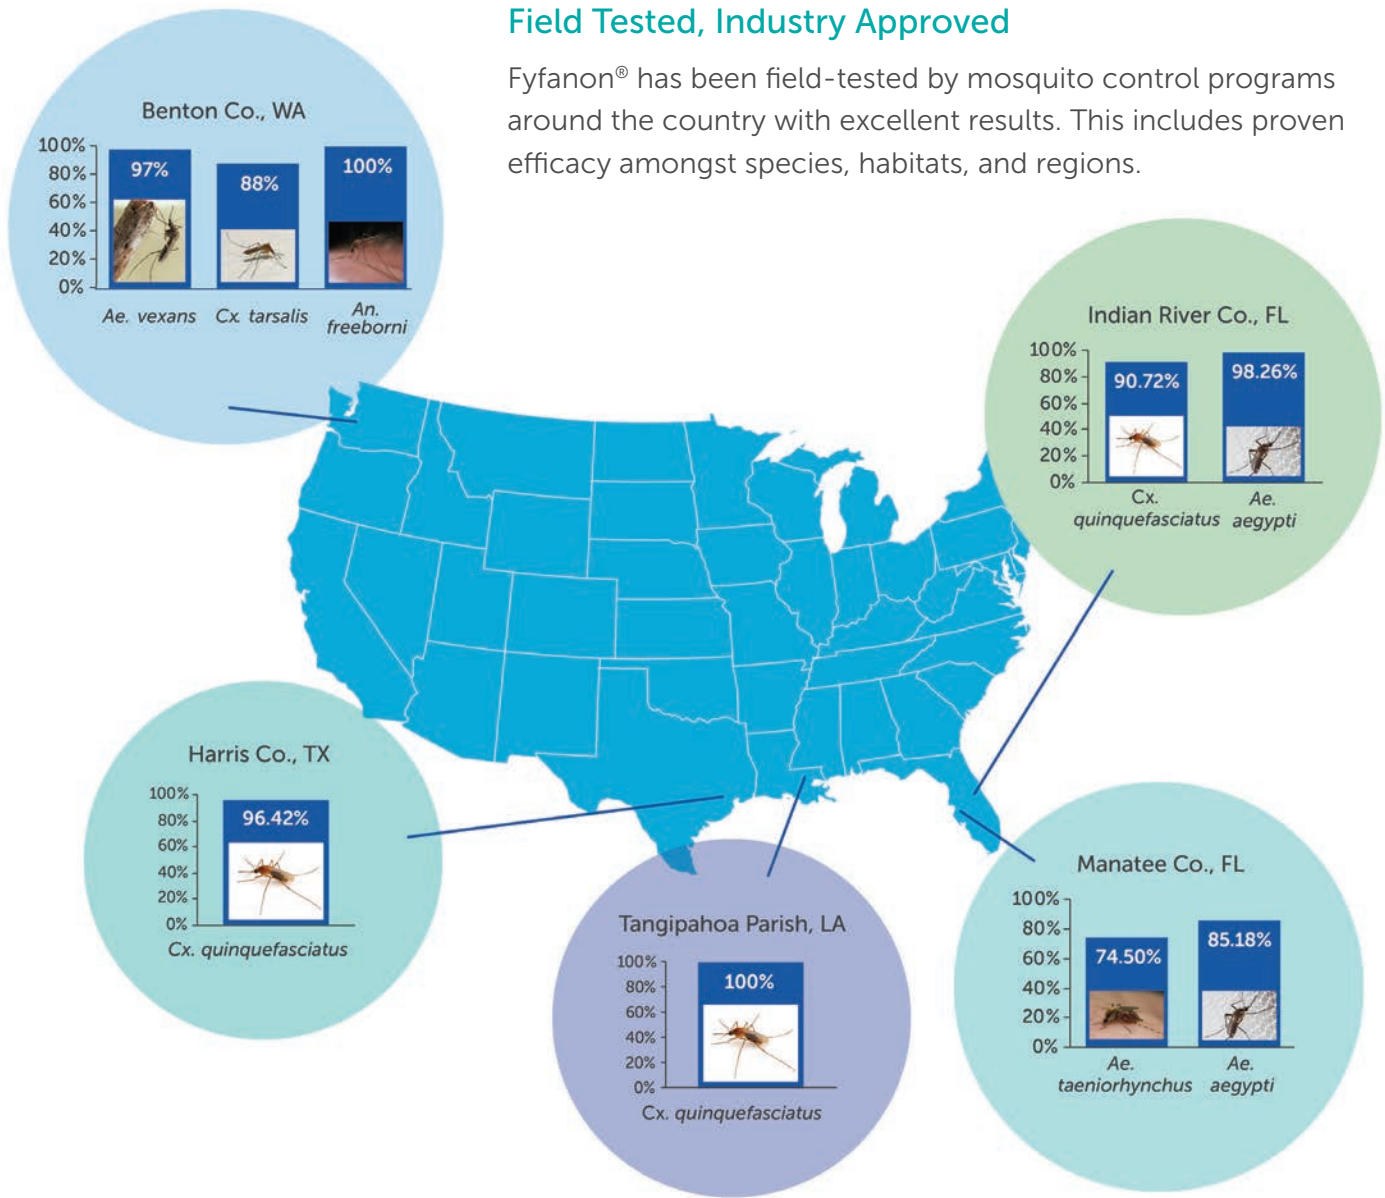 Field Tested, Industry Approved
Fyfanon® has been field-tested by mosquito control programs
around the country with excellent results. This includes proven
efficacy amongst species, habitats, and regions.
Benton Co., WA
100%
80%
60%
40%
20%
0%
97%
88%
100%
Ae. vexans
Cx. tarsalis
An.
freeborni
Indian River Co., FL
100%
80%
60%
40%
20%
0%
90.72%
98.26%
Cx.
quinquefasciatus
Ae.
aegypti
Harris Co., TX
100%
80%
60%
40%
20%
0%
96.42%
Cx. quinquefasciatus
Tangipahoa Parish, LA
100%
80%
60%
40%
20%
0%
100%
Cx. quinquefasciatus
Manatee Co., FL
100%
80%
60%
40%
20%
0%
74.50%
85.18%
Ae.
taeniorhynchus
Ae.
aegypti